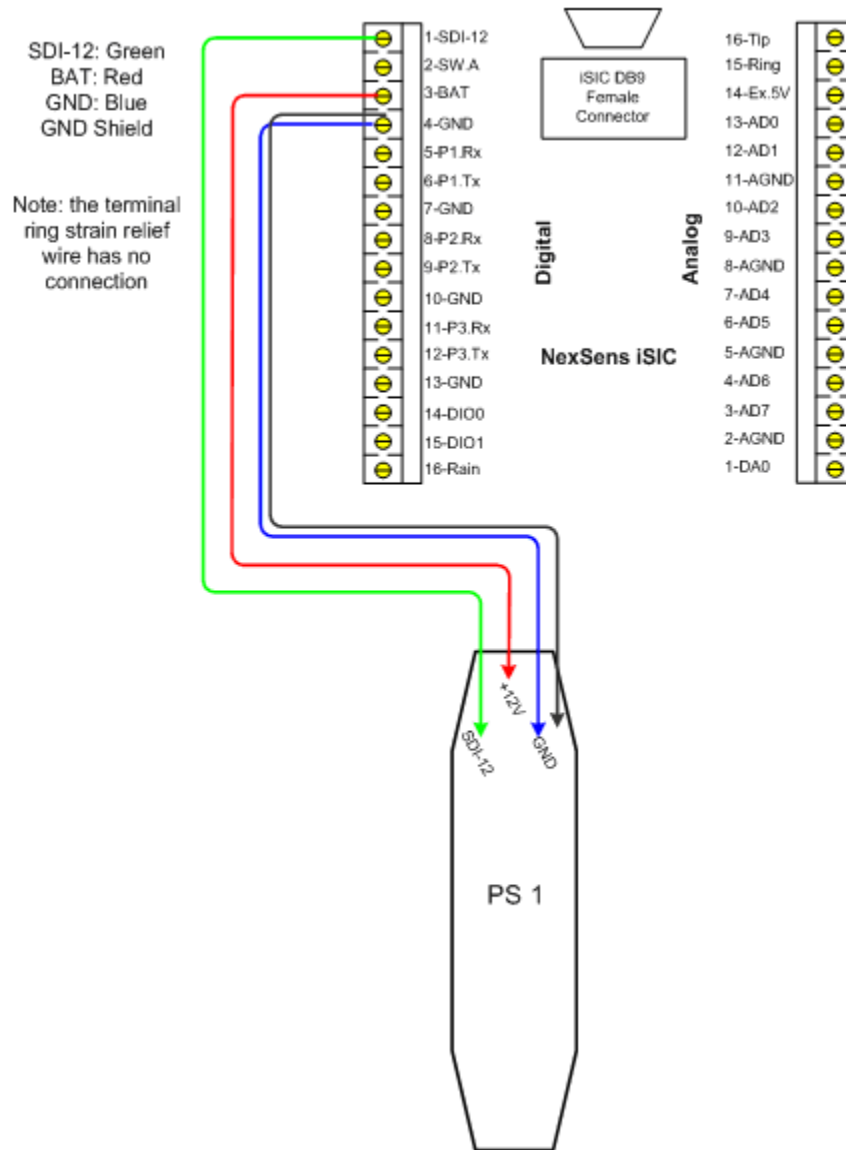 SDI-12: Green
BAT: Red
GND: Blue
GND Shield
Note: the terminal
ring strain relief
wire has no
connection
1-SDI-12
2-SW.A
3-BAT
4-GND
5-P1.Rx
6-P1.Tx
7-GND
8-P2.Rx
9-P2.Tx
10-GND
11-P3.Rx
12-P3.Tx
13-GND
14-DIO0
15-DIO1
16-Rain
iSIC DB9
Female
Connector
Digital
Analog
NexSens iSIC
16-Tip
15-Ring
14-Ex.5V
13-AD0
12-AD1
11-AGND
10-AD2
9-AD3
8-AGND
7-AD4
6-AD5
5-AGND
4-AD6
3-AD7
2-AGND
1-DA0
+12V
SDI-12
GND
PS 1